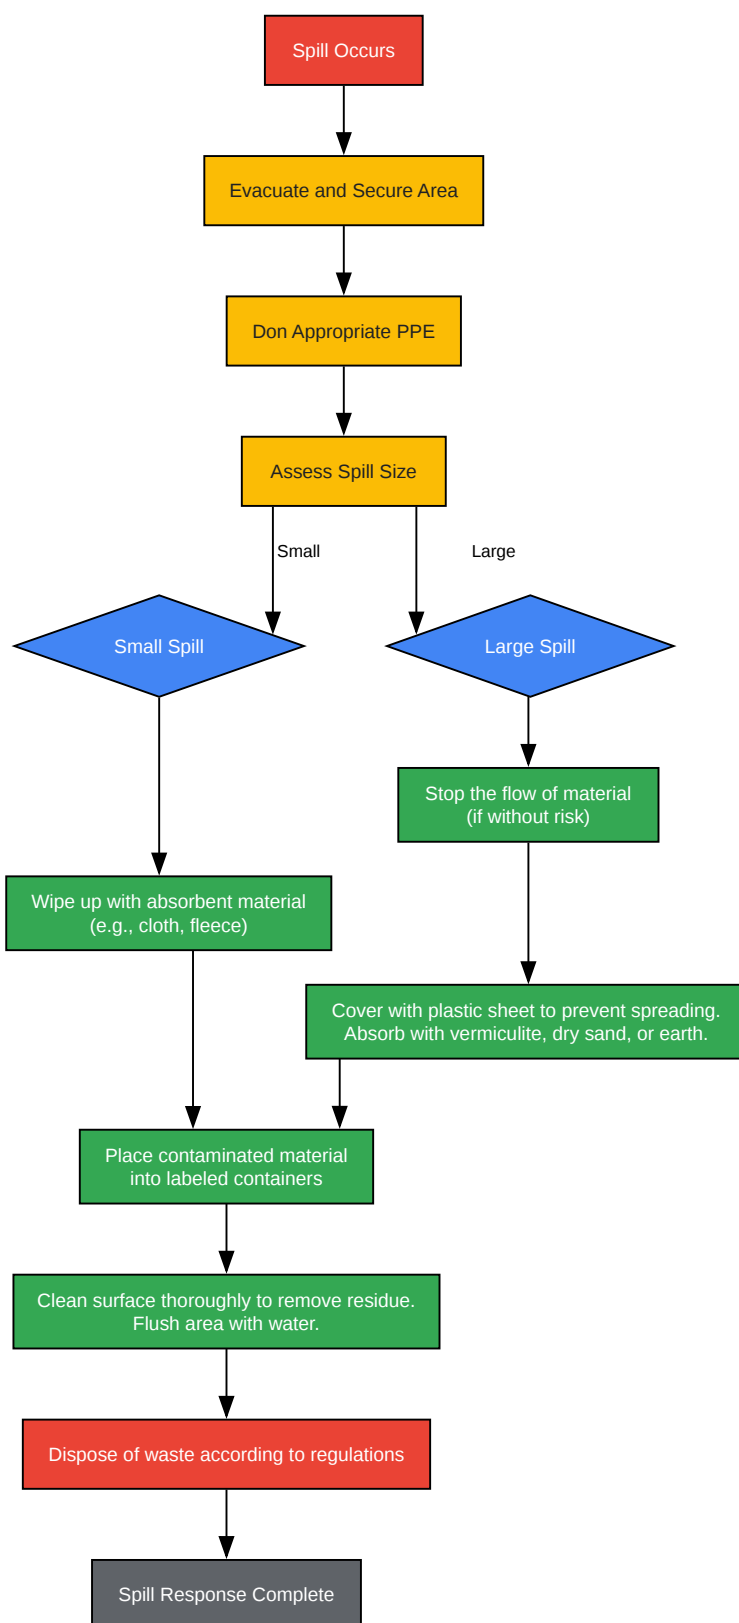 Spill Occurs
Evacuate and Secure Area
Don Appropriate PPE
Assess Spill Size
Small
Large
Small Spill
Large Spill
Stop the flow of material
(if without risk)
Wipe up with absorbent material
(e.g., cloth, fleece)
Cover with plastic sheet to prevent spreading.
Absorb with vermiculite, dry sand, or earth.
Place contaminated material
into labeled containers
Clean surface thoroughly to remove residue.
Flush area with water.
Dispose of waste according to regulations
Spill Response Complete